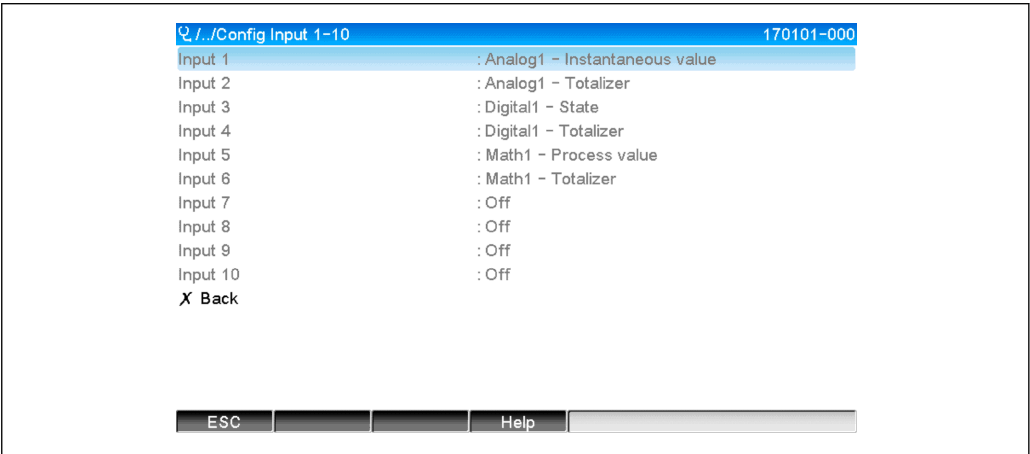 /../Config Input 1-10 170101-000
Input 1 : Analog1 - Instantaneous value
Input 2 : Analog1 - Totalizer
Input 3 : Digital1 - State
Input 4 : Digital1 - Totalizer
Input 5 : Math1 - Process value
Input 6 : Math1 - Totalizer
Input 7 : Off
Input 8 : Off
Input 9 : Off
Input 10 : Off
X Back
ESC Help